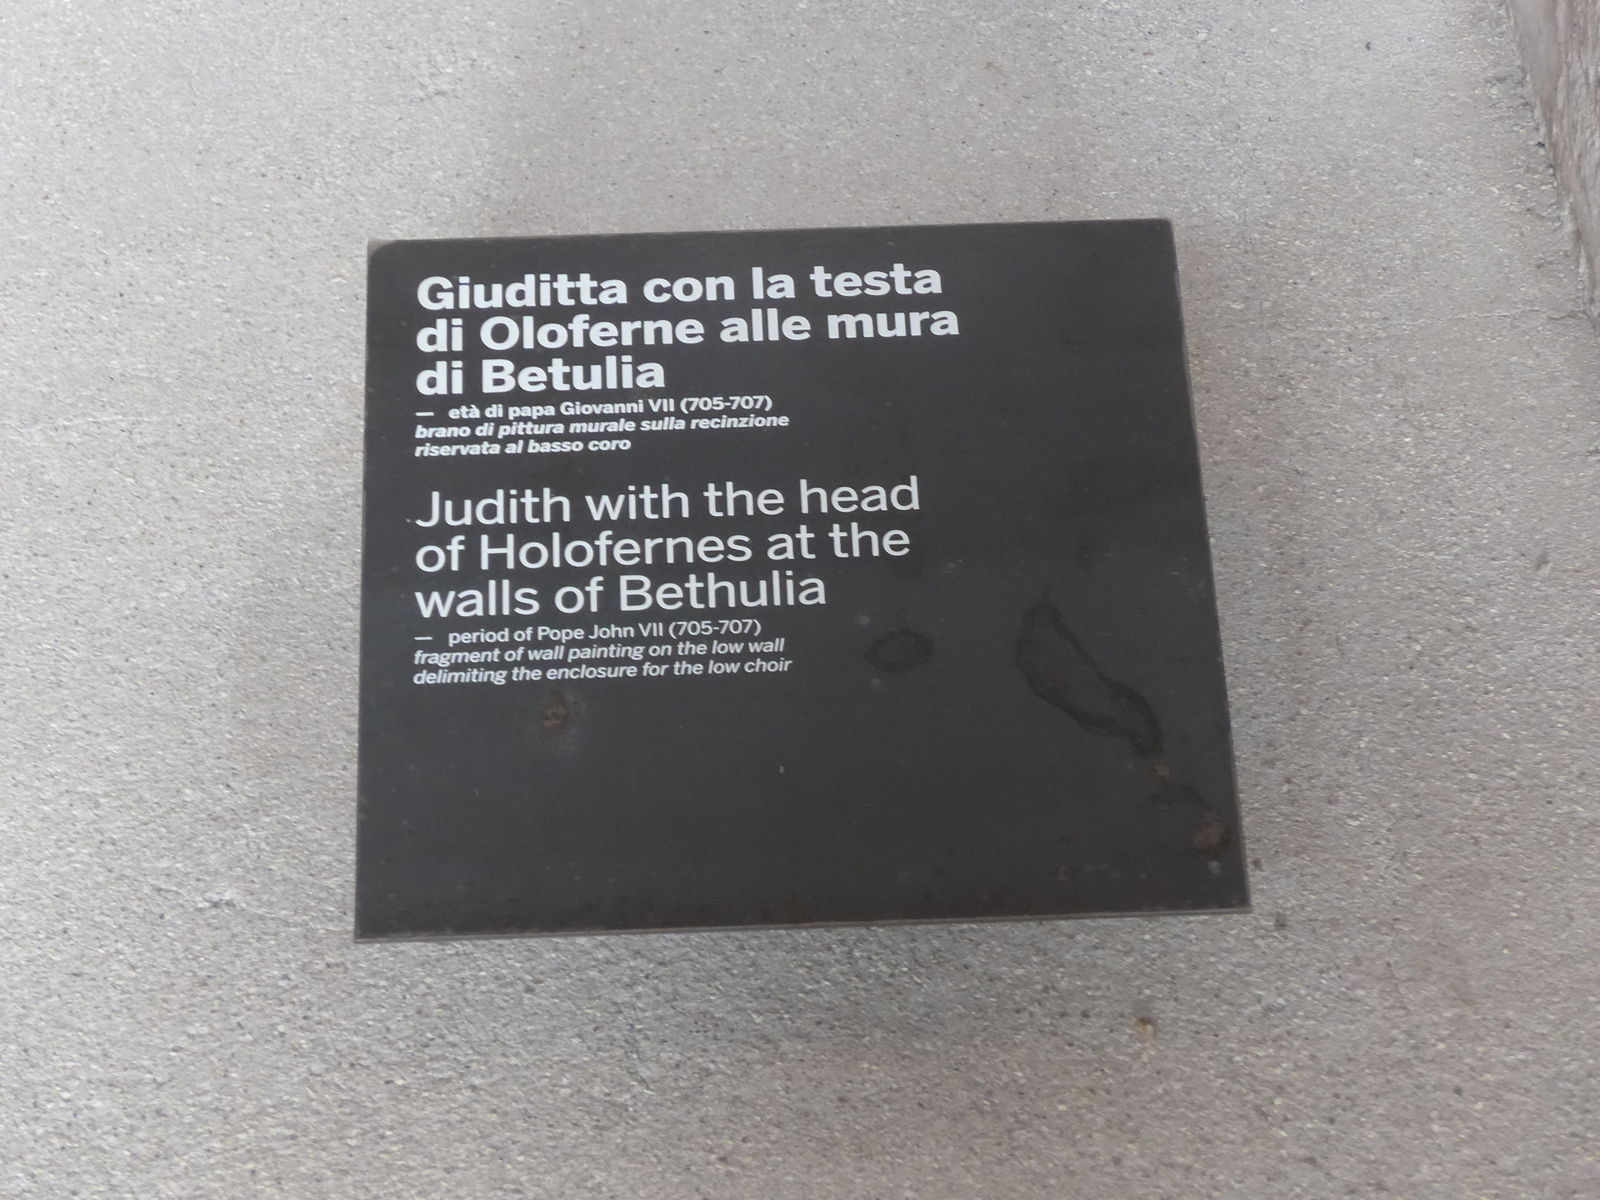 Giuditta con la testa
di Oloferne alle mura
di Betulia
— età di papa Giovanni VII (705-707)
brano di pittura murale sulla recinzione
riservata al basso coro
Judith with the head
of Holofernes at the
walls of Bethulia
— period of Pope John VII (705-707)
fragment of wall painting on the low wall
delimiting the enclosure for the low choir